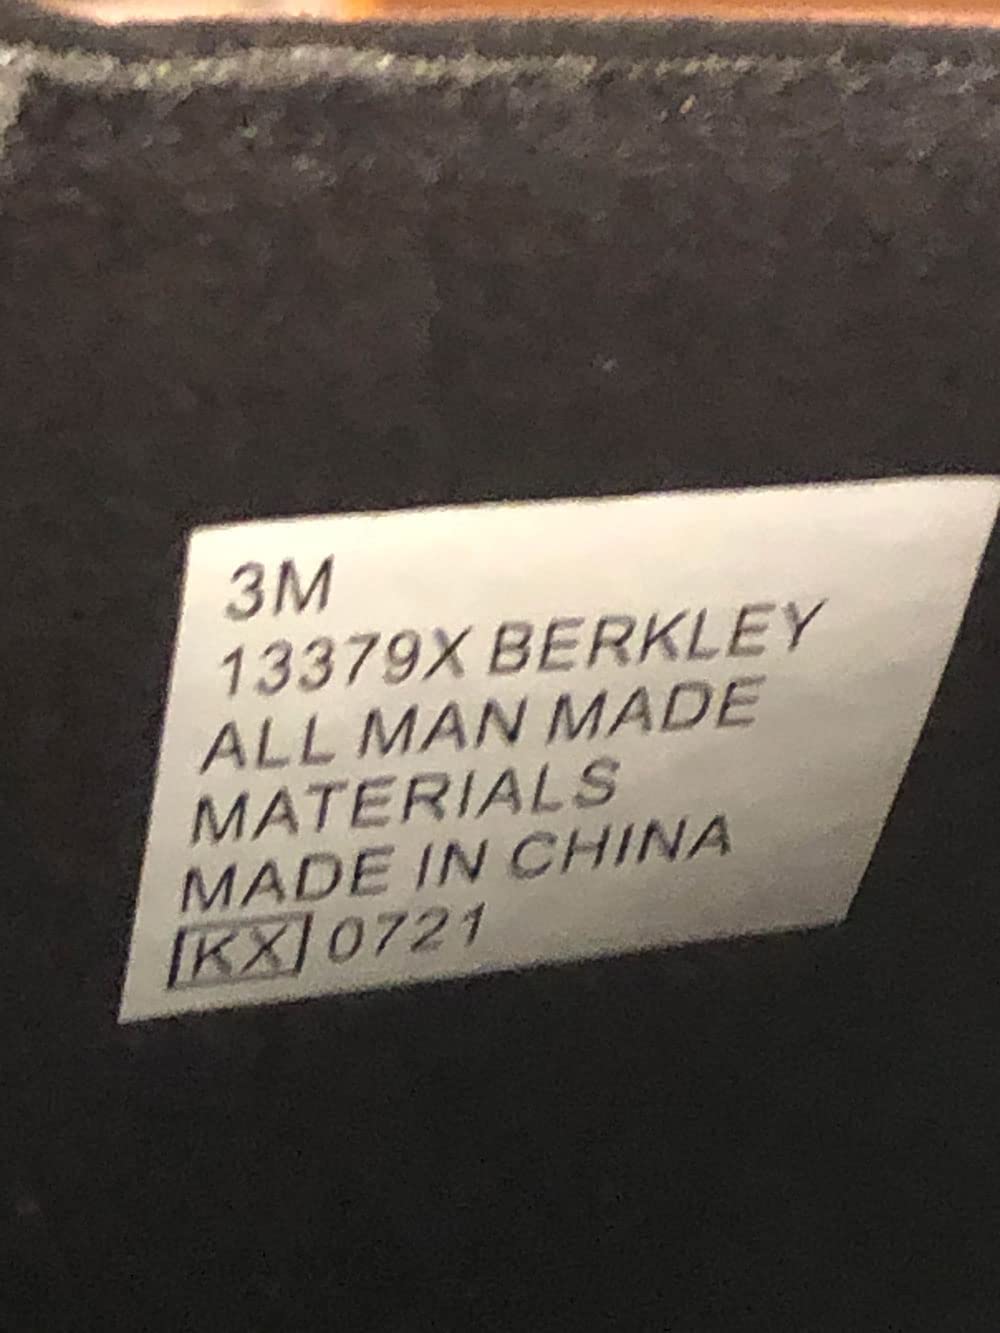 3M
13379X BERKLEY
ALL MAN MADE
MATERIALS
MADE IN CHINA
KX 0721